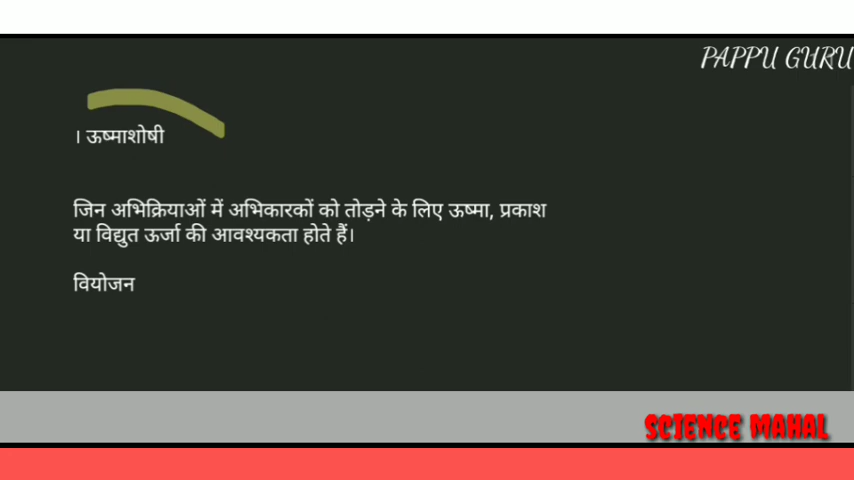 PAPPU GURU
। ऊष्माशोषी
जिन अभिक्रियाओं में अभिकारकों को तोड़ने के लिए ऊष्मा, प्रकाश
या विद्युत ऊर्जा की आवश्यकता होते हैं।
वियोजन
SCIENCE MAHAL